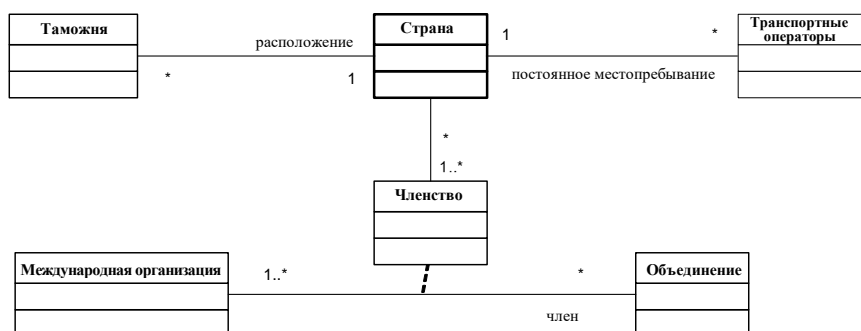 Таможня
расположение
Страна
1
*
Транспортные
операторы
*
1
постоянное местопребывание
*
1..*
Членство
Международная организация
1..*
*
Объединение
член